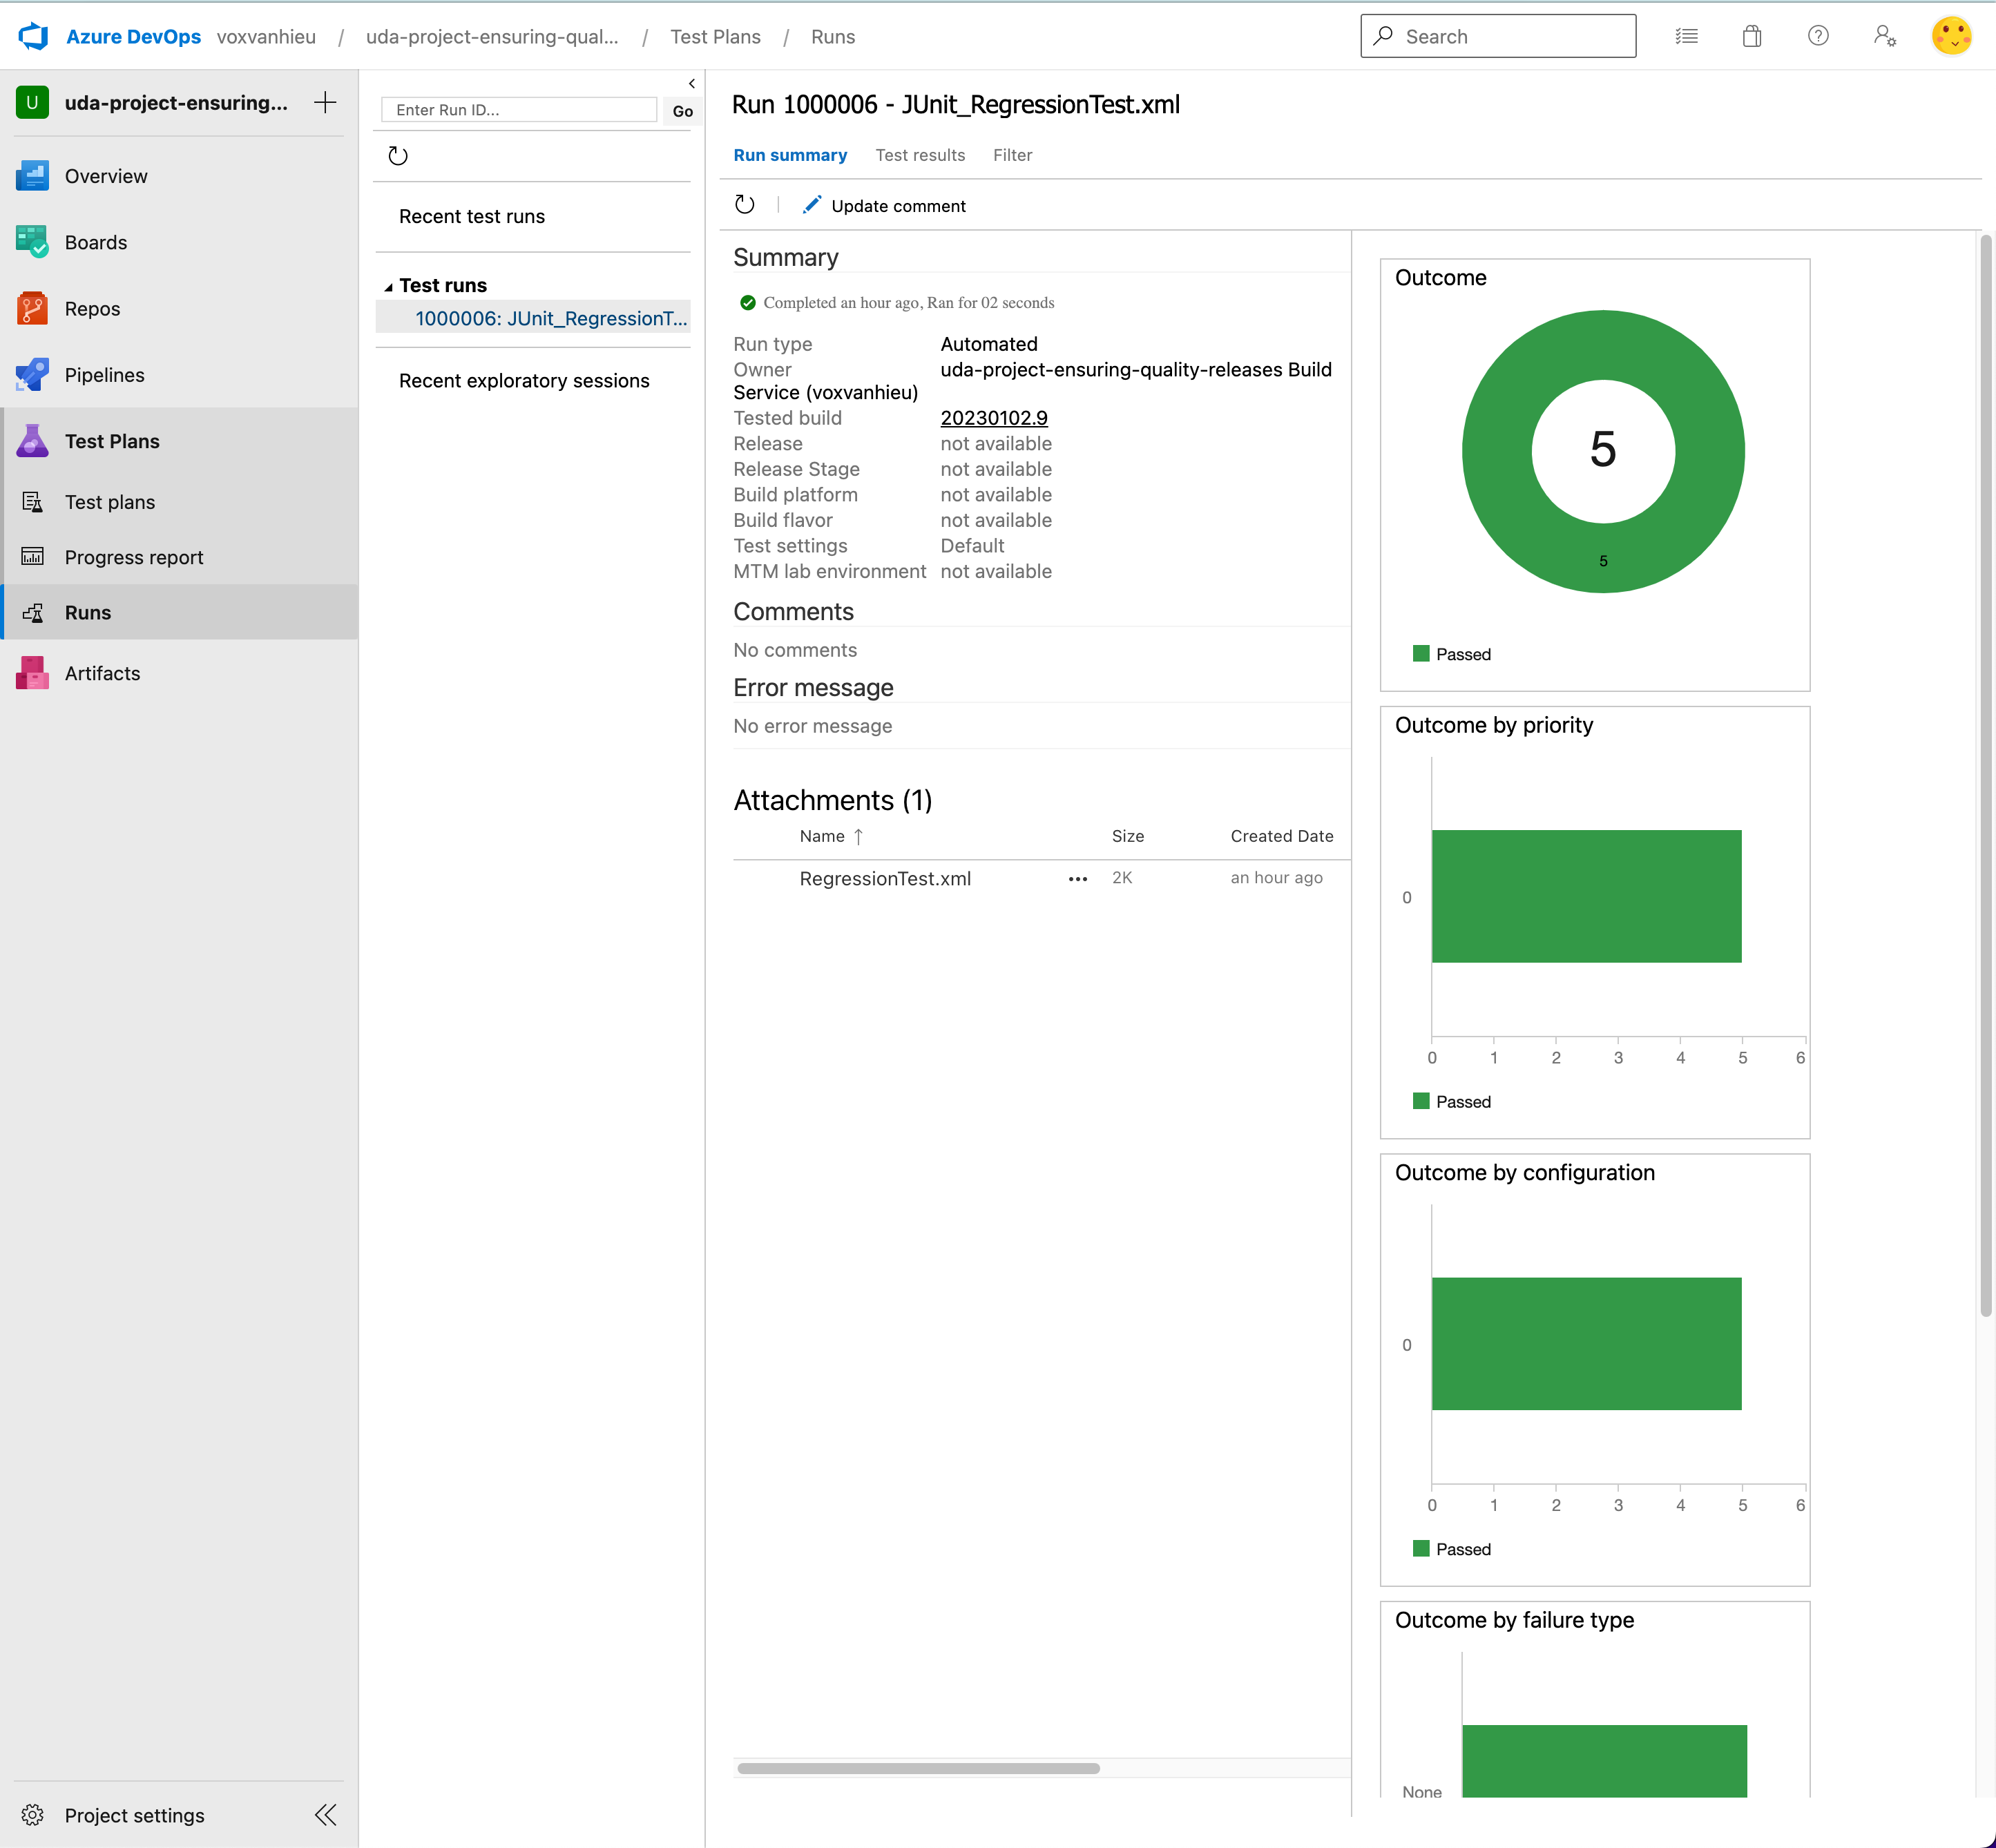 Azure DevOps voxvanhieu / uda-project-ensuring-qual... / Test Plans / Runs
Search
U uda-project-ensuring...
Overview
Boards
Repos
Pipelines
Test Plans
Test plans
Progress report
Runs
Artifacts
Project settings
Enter Run ID...
Go
Recent test runs
Test runs
1000006: JUnit_RegressionT...
Recent exploratory sessions
Run 1000006 - JUnit_RegressionTest.xml
Run summary Test results Filter
Update comment
Summary
Completed an hour ago, Ran for 02 seconds
Run type Automated
Owner uda-project-ensuring-quality-releases Build
Service (voxvanhieu)
Tested build 20230102.9
Release not available
Release Stage not available
Build platform not available
Build flavor not available
Test settings Default
MTM lab environment not available
Comments
No comments
Error message
No error message
Attachments (1)
Name ↑ Size Created Date
RegressionTest.xml ••• 2K an hour ago
Outcome
5
5
Passed
Outcome by priority
0
0 1 2 3 4 5 6
Passed
Outcome by configuration
0
0 1 2 3 4 5 6
Passed
Outcome by failure type
None